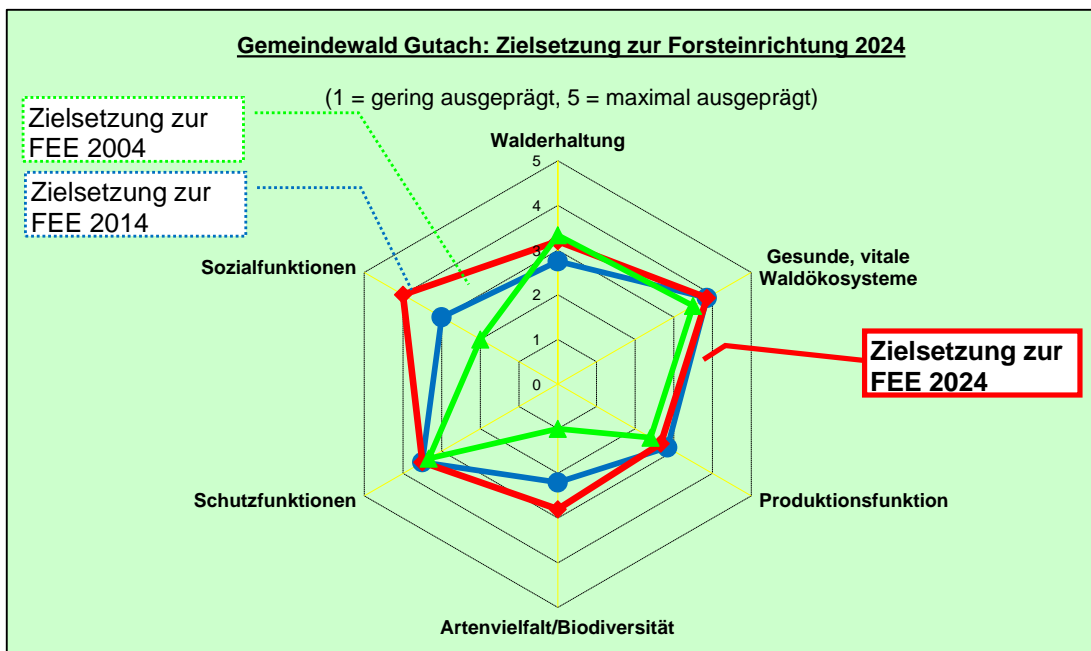 Gemeindewald Gutach: Zielsetzung zur Forsteinrichtung 2024
(1 = gering ausgeprägt, 5 = maximal ausgeprägt)
Zielsetzung zur
FEE 2004
Zielsetzung zur
FEE 2014
Walderhaltung
5
4
3
2
1
0
Gesunde, vitale
Waldökosysteme
Sozialfunktionen
Zielsetzung zur
FEE 2024
Schutzfunktionen
Produktionsfunktion
Artenvielfalt/Biodiversität